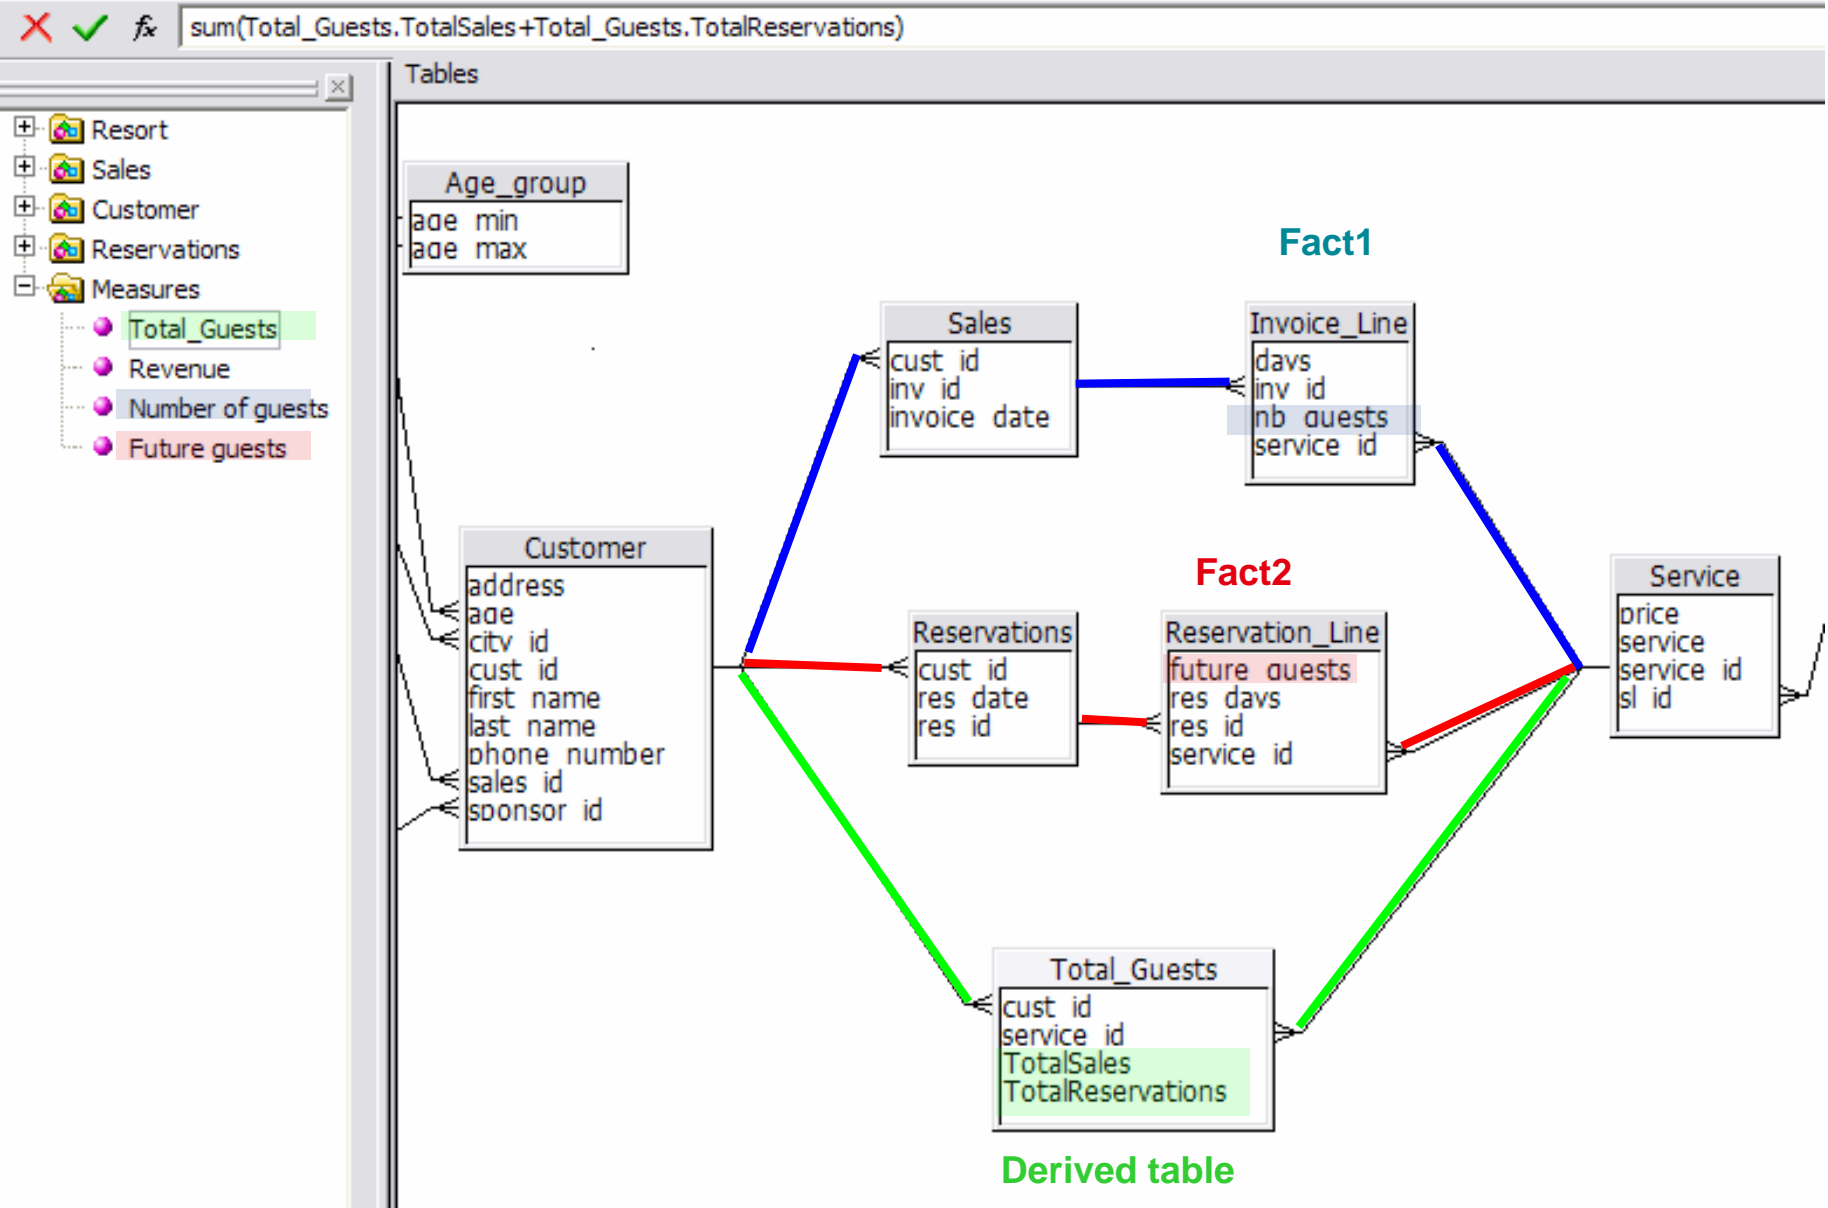 fx sum(Total_Guests.TotalSales+Total_Guests.TotalReservations)
Tables
Resort
Sales
Customer
Reservations
Measures
Total_Guests
Revenue
Number of guests
Future guests
Age_group
age_min
age_max
Fact1
Sales
cust_id
inv_id
invoice_date
Invoice_Line
days
inv_id
nb_guests
service_id
Customer
address
age
city_id
cust_id
first_name
last_name
phone_number
sales_id
sponsor_id
Fact2
Reservations
cust_id
res_date
res_id
Reservation_Line
future_guests
res_days
res_id
service_id
Service
price
service
service_id
sl_id
Total_Guests
cust_id
service_id
TotalSales
TotalReservations
Derived table